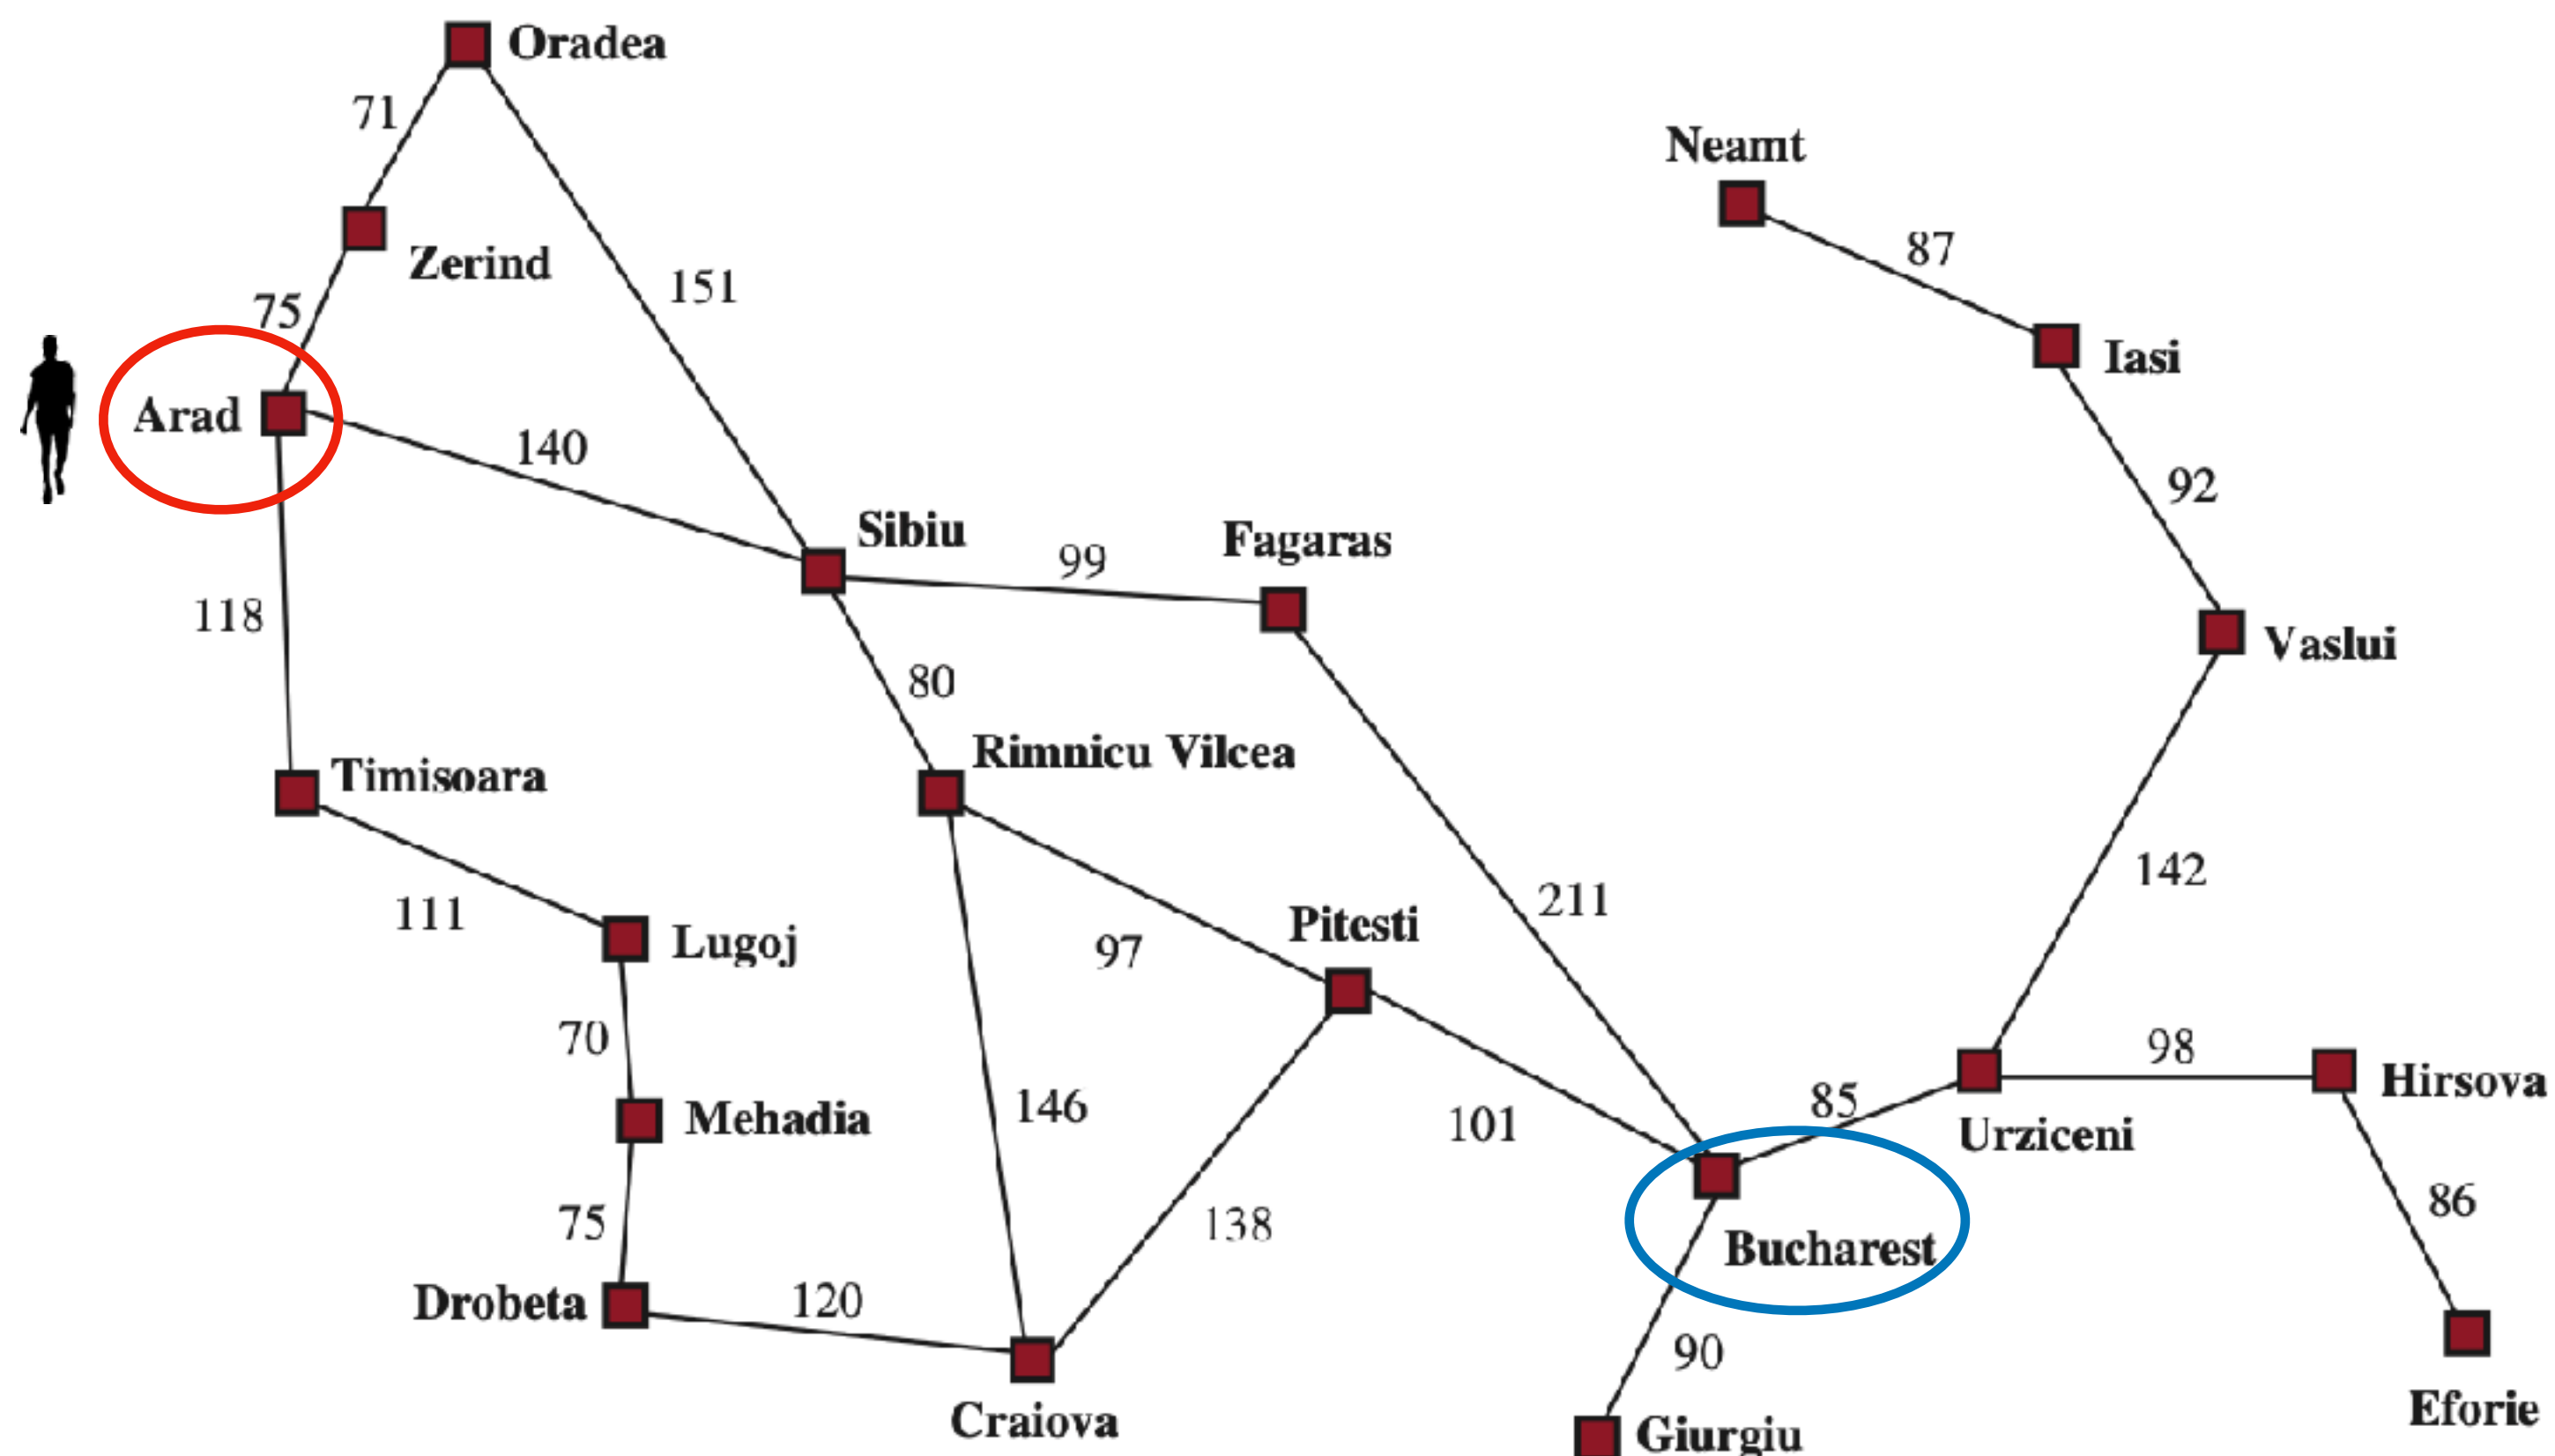 Oradea
71
Neamt
Zerind
87
151
75
Iasi
Arad
140
92
Sibiu
99
Fagaras
118
Vaslui
80
Rimnicu Vilcea
Timisoara
142
211
111
Pitesti
Lugoj
97
70
98
Hirsova
85
146
Mehadia
101
Urziceni
86
75
138
Bucharest
Drobeta
120
90
Eforie
Craiova
Giurgiu